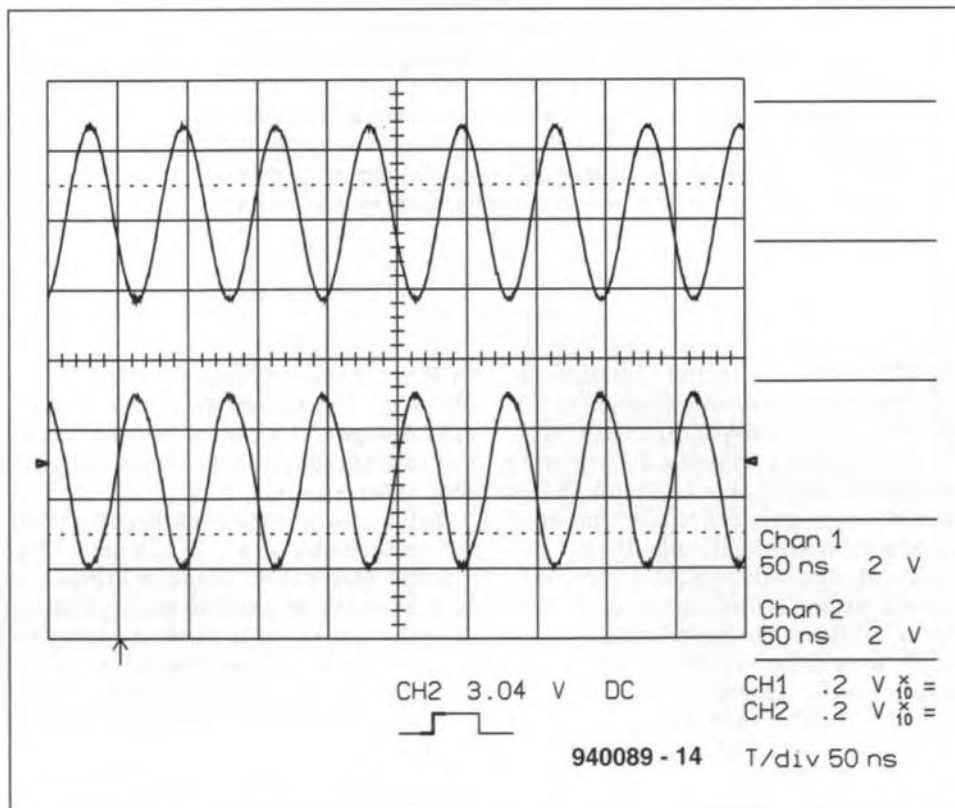 Chan 1
50 ns 2 V
Chan 2
50 ns 2 V
CH2 3.04 V DC
CH1 .2 V x10 =
CH2 .2 V x10 =
940089 - 14
T/div 50 ns